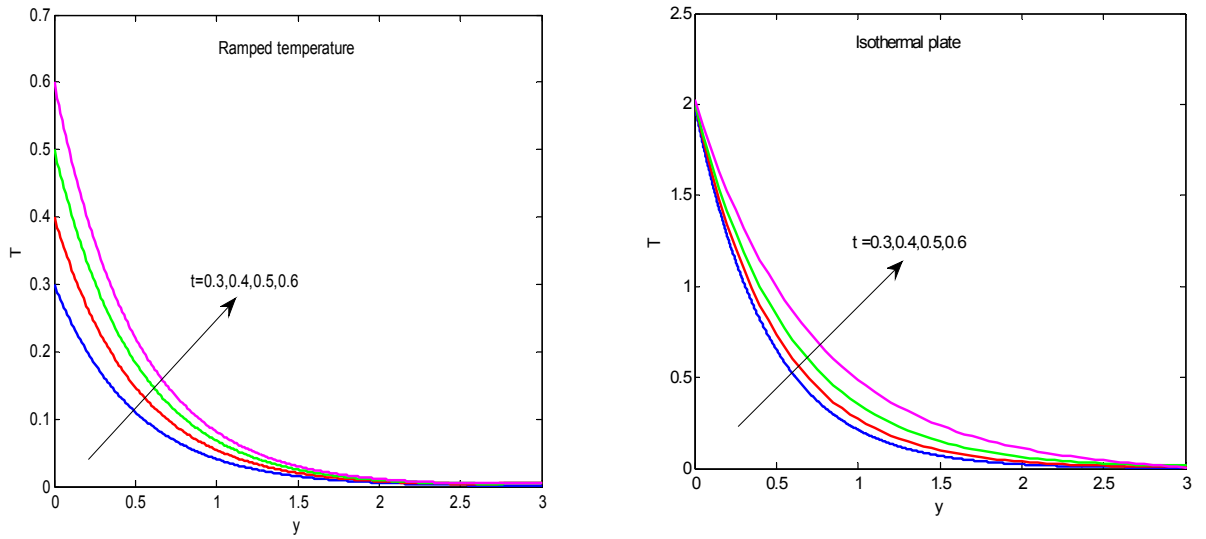 Ramped temperature
0.7
0.6
0.5
0.4
0.3
0.2
0.1
0
T
t=0.3,0.4,0.5,0.6
0 0.5 1 1.5 2 2.5 3
y
Isothermal plate
2.5
2
1.5
1
0.5
0
T
t =0.3,0.4,0.5,0.6
0 0.5 1 1.5 2 2.5 3
y